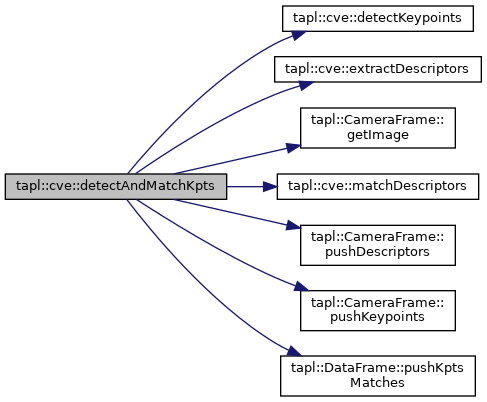 tapl::cve::detectKeypoints
tapl::cve::extractDescriptors
tapl::CameraFrame::
getImage
tapl::cve::detectAndMatchKpts
tapl::cve::matchDescriptors
tapl::CameraFrame::
pushDescriptors
tapl::CameraFrame::
pushKeypoints
tapl::DataFrame::pushKpts
Matches